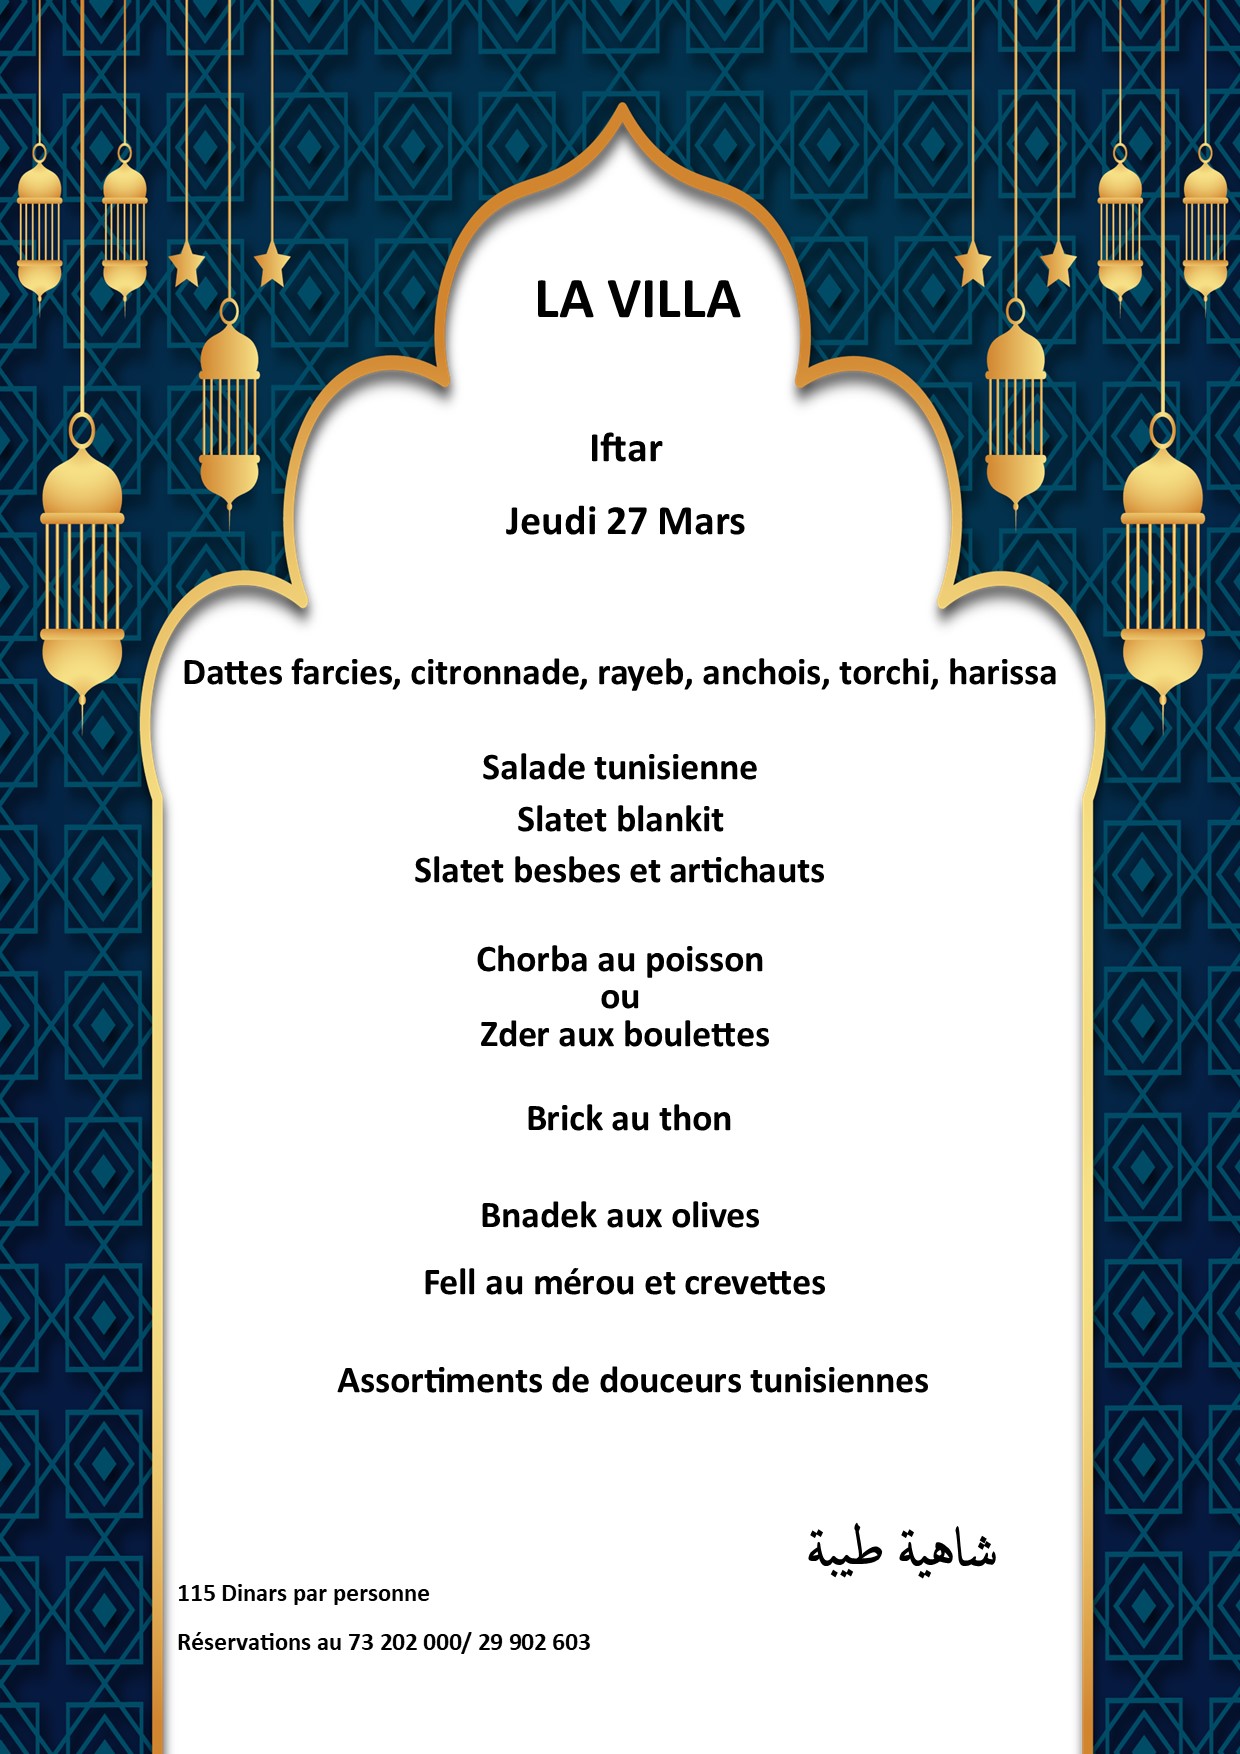 LA VILLA
Iftar
Jeudi 27 Mars
Dattes farcies, citronnade, rayeb, anchois, torchi, harissa
Salade tunisienne
Slatet blankit
Slatet besbes et artichauts
Chorba au poisson
ou
Zder aux boulettes
Brick au thon
Bnadek aux olives
Fell au mérou et crevettes
Assortiments de douceurs tunisiennes
شاهية طيبة
115 Dinars par personne
Réservations au 73 202 000/ 29 902 603